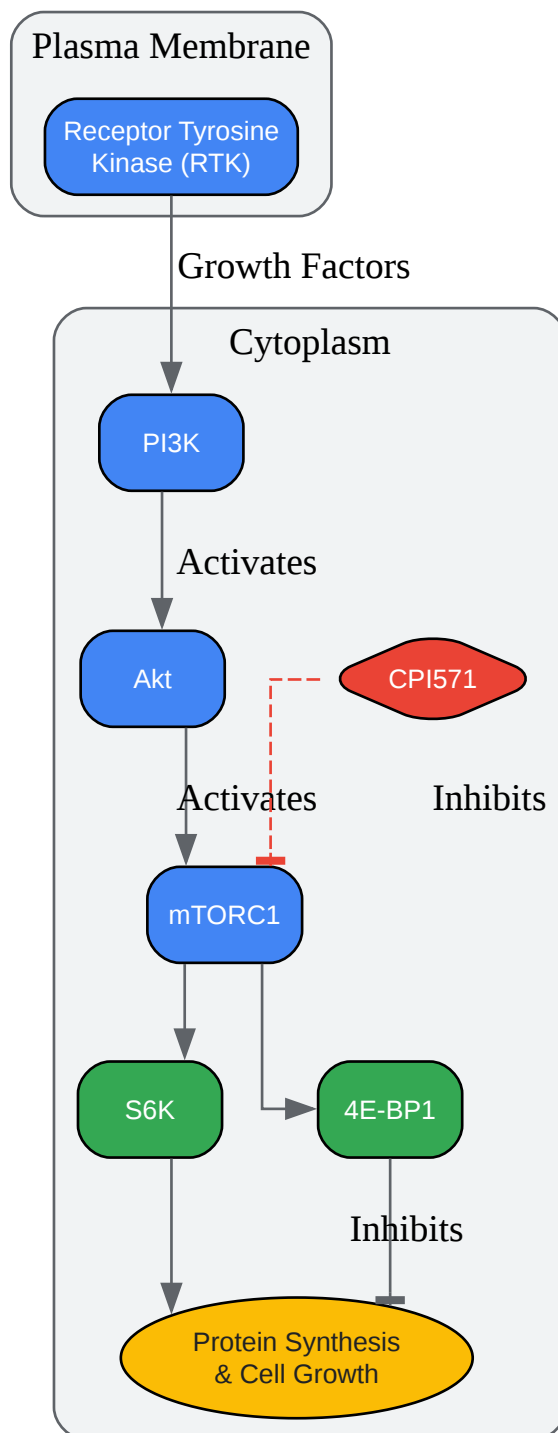 Plasma Membrane
Receptor Tyrosine
Kinase (RTK)
Growth Factors
Cytoplasm
PI3K
Activates
Akt
CPI571
Activates
Inhibits
mTORC1
S6K
4E-BP1
Inhibits
Protein Synthesis
& Cell Growth